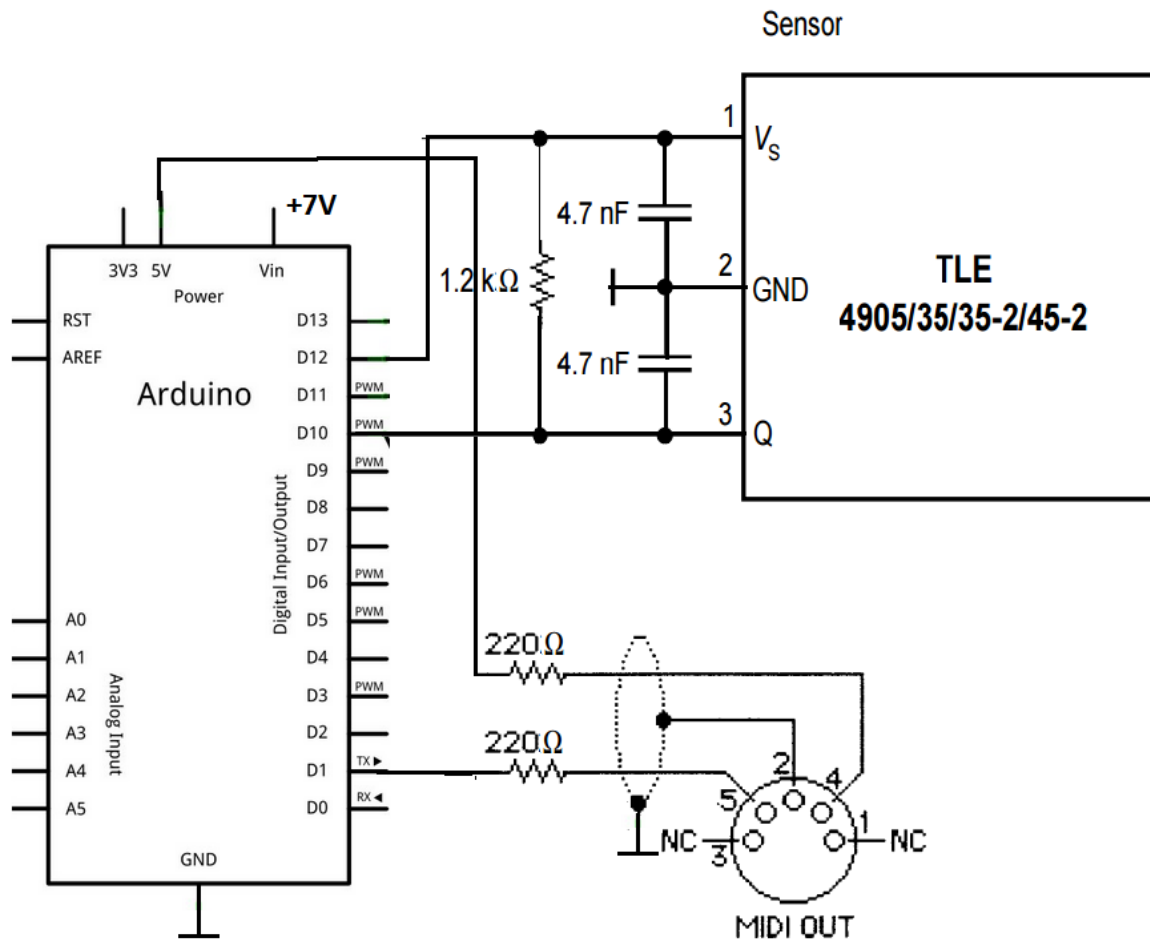 Sensor
1
V S
4.7 nF
1.2 kΩ
2
GND
TLE
4905/35/35-2/45-2
4.7 nF
3
Q
+7V
3V3
5V
Vin
Power
RST
AREF
Arduino
D13
D12
PWM
D11
PWM
D10
PWM
D9
D8
D7
PWM
D6
PWM
D5
D4
PWM
D3
D2
TX
D1
RX
D0
Digital Input/Output
A0
A1
A2
A3
A4
A5
Analog Input
GND
220Ω
220Ω
2
5
4
NC
3
1
NC
MIDI OUT